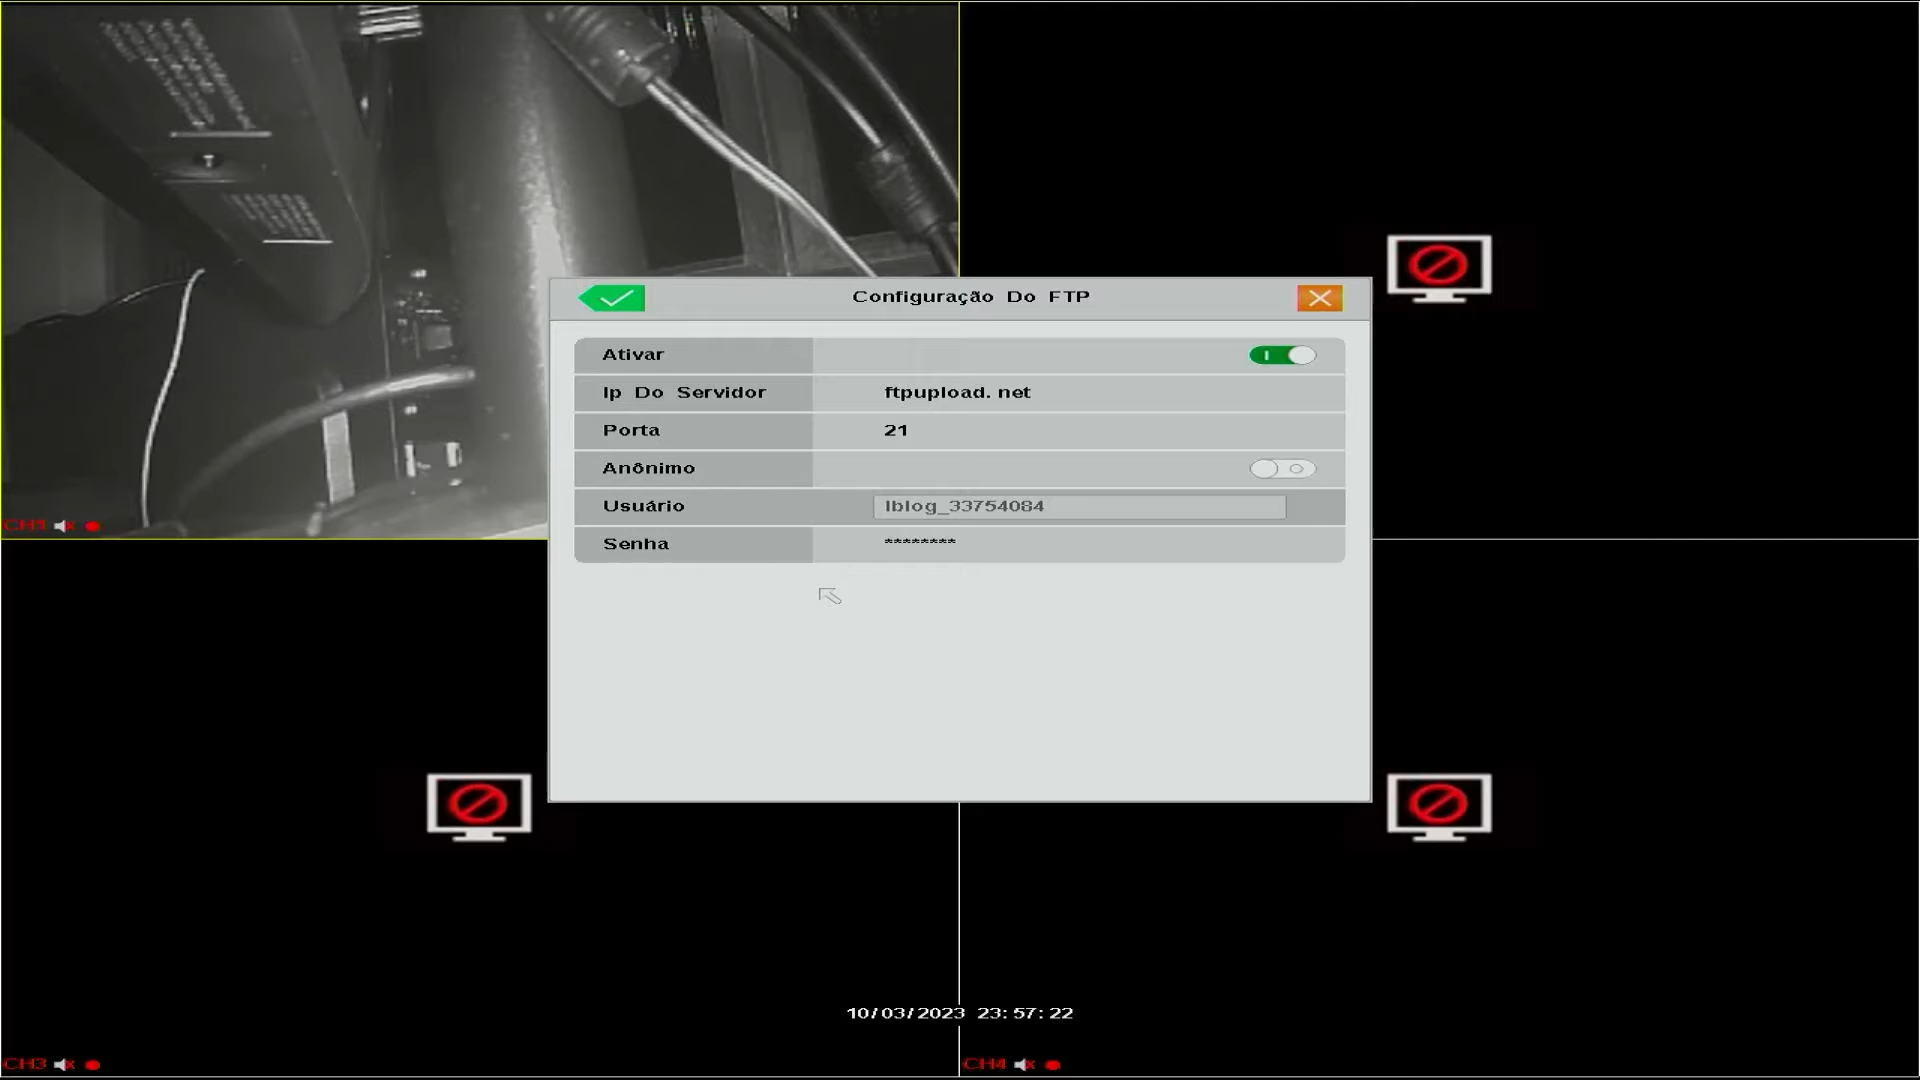 Configuração Do FTP
Ativar
Ip Do Servidor ftpupload. net
Porta 21
Anônimo
Usuário lblog_33754084
Senha ********
CH1
10/03/2023 23:57:22
CH3
CH4